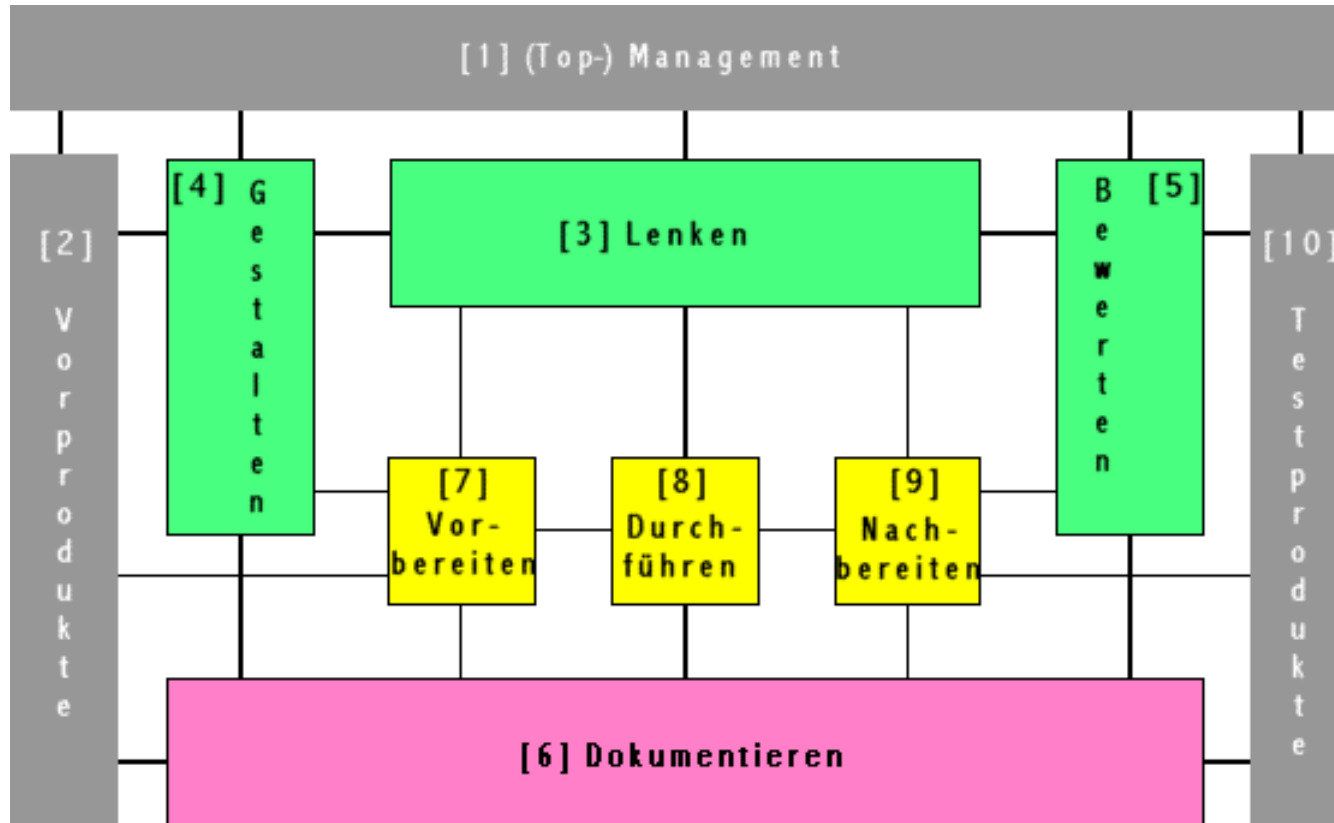 [1] (Top-) Management
[2]
Vorprodukte
[4]
Gestalten
[3] Lenken
Bewerten
[5]
[10]
Testprodukte
[7]
Vor-
bereiten
[8]
Durch-
führen
[9]
Nach-
bereiten
[6] Dokumentieren